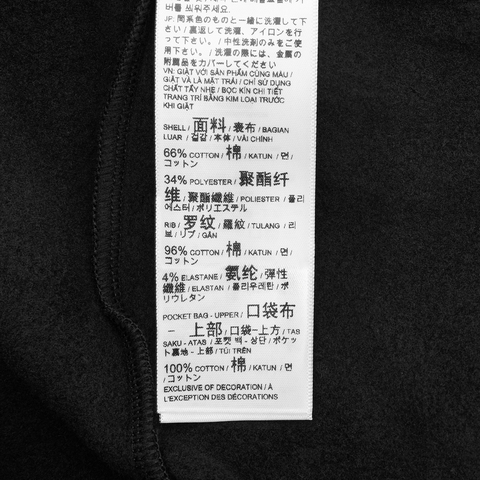 버를 씌워주세요.
JP: 関系色のものと一緒に洗濯して下
さい / 裏返して洗濯、アイロンを行
って下さい。/ 中性洗剤のみをご使
用下さい。/ 洗濯の際には、金属の
附属品をカバーしてください
VN: GIẶT VỚI SẢN PHẨM CÙNG MÀU /
GIẶT VÀ LÀ MẶT TRÁI / CHỈ SỬ DỤNG
CHẤT TẨY NHẸ / BỌC KÍN CHI TIẾT
TRANG TRÍ BẰNG KIM LOẠI TRƯỚC
KHI GIẶT
SHELL / 面料 / 表布 / BAGIAN
LUAR / 겉감 / 本体 / VẢI CHÍNH
66% COTTON / 棉 / KATUN / 면 /
コットン
34% POLYESTER / 聚酯纤
维 / 聚酯纖維 / POLIESTER / 폴리
에스터 / ポリエステル
RIB / 罗纹 / 羅紋 / TULANG / 리
브 / リブ / GÂN
96% COTTON / 棉 / KATUN / 면 /
コットン
4% ELASTANE / 氨纶 / 彈性
纖維 / ELASTAN / 폴리우레탄 / ポ
リウレタン
POCKET BAG - UPPER / 口袋布
- 上部 / 口袋-上方 / TAS
SAKU - ATAS / 포켓 백 - 상단 / ポケッ
ト裏地 - 上部 / TÚI TRÊN
100% COTTON / 棉 / KATUN / 면
/ コットン
EXCLUSIVE OF DECORATION / À
L'EXCEPTION DES DÉCORATIONS